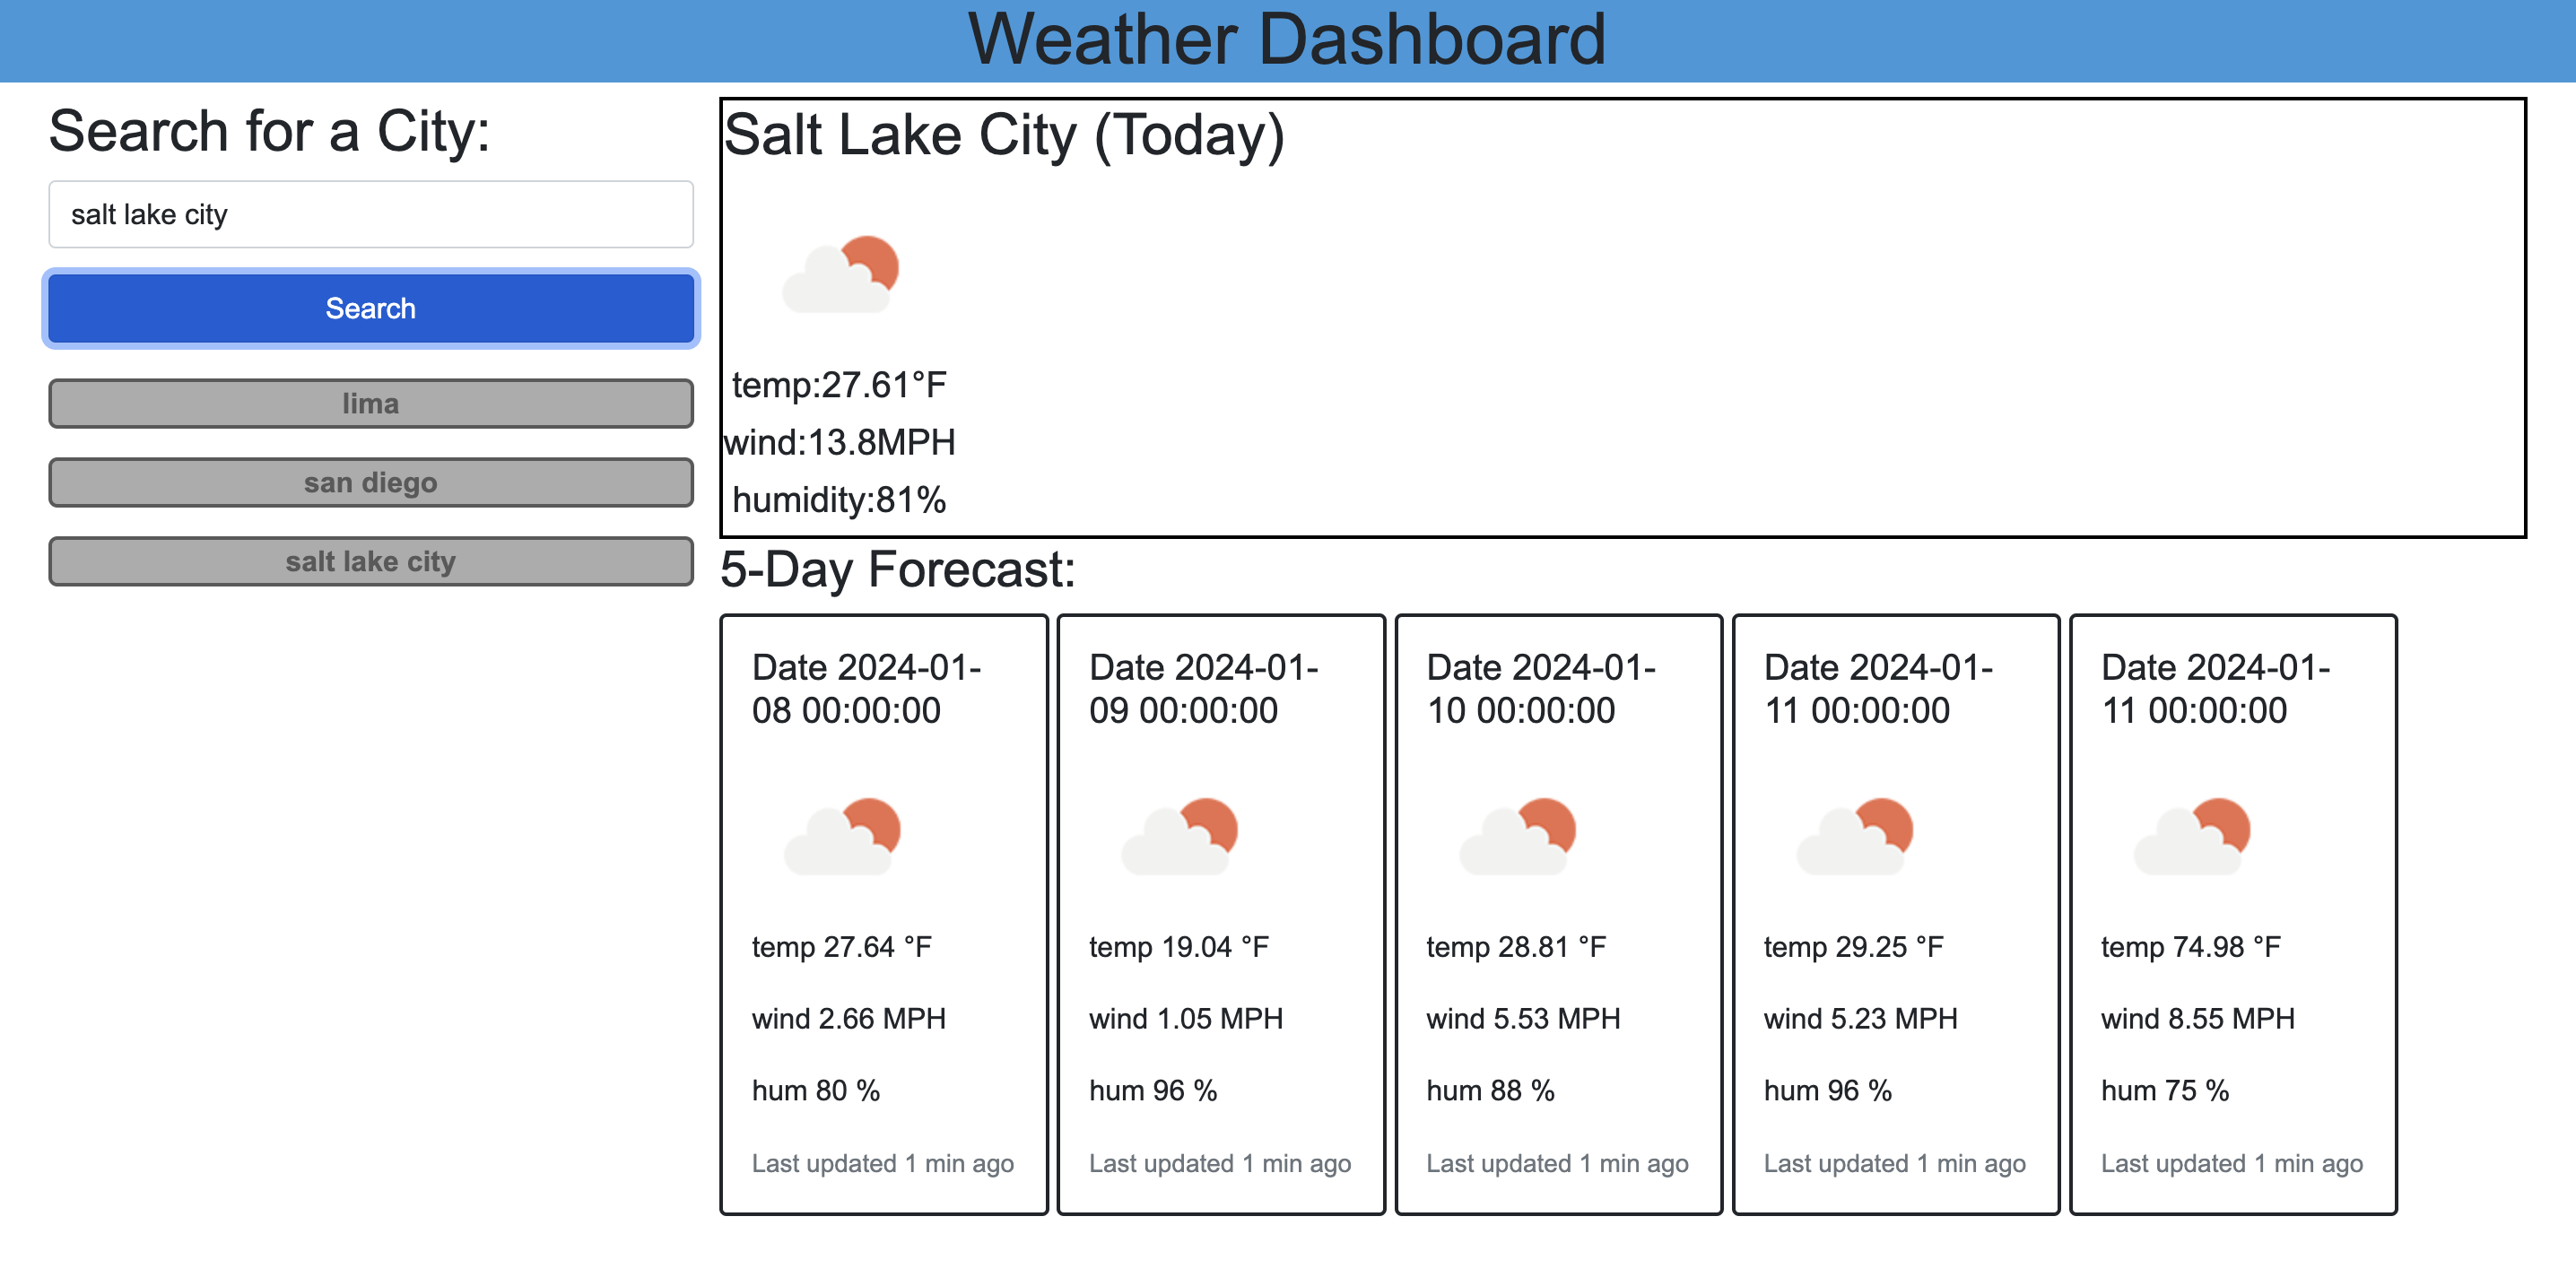 Weather Dashboard
Search for a City:
salt lake city
Search
lima
san diego
salt lake city
Salt Lake City (Today)
temp:27.61°F
wind:13.8MPH
humidity:81%
5-Day Forecast:
Date 2024-01-
08 00:00:00
temp 27.64 °F
wind 2.66 MPH
hum 80 %
Last updated 1 min ago
Date 2024-01-
09 00:00:00
temp 19.04 °F
wind 1.05 MPH
hum 96 %
Last updated 1 min ago
Date 2024-01-
10 00:00:00
temp 28.81 °F
wind 5.53 MPH
hum 88 %
Last updated 1 min ago
Date 2024-01-
11 00:00:00
temp 29.25 °F
wind 5.23 MPH
hum 96 %
Last updated 1 min ago
Date 2024-01-
11 00:00:00
temp 74.98 °F
wind 8.55 MPH
hum 75 %
Last updated 1 min ago